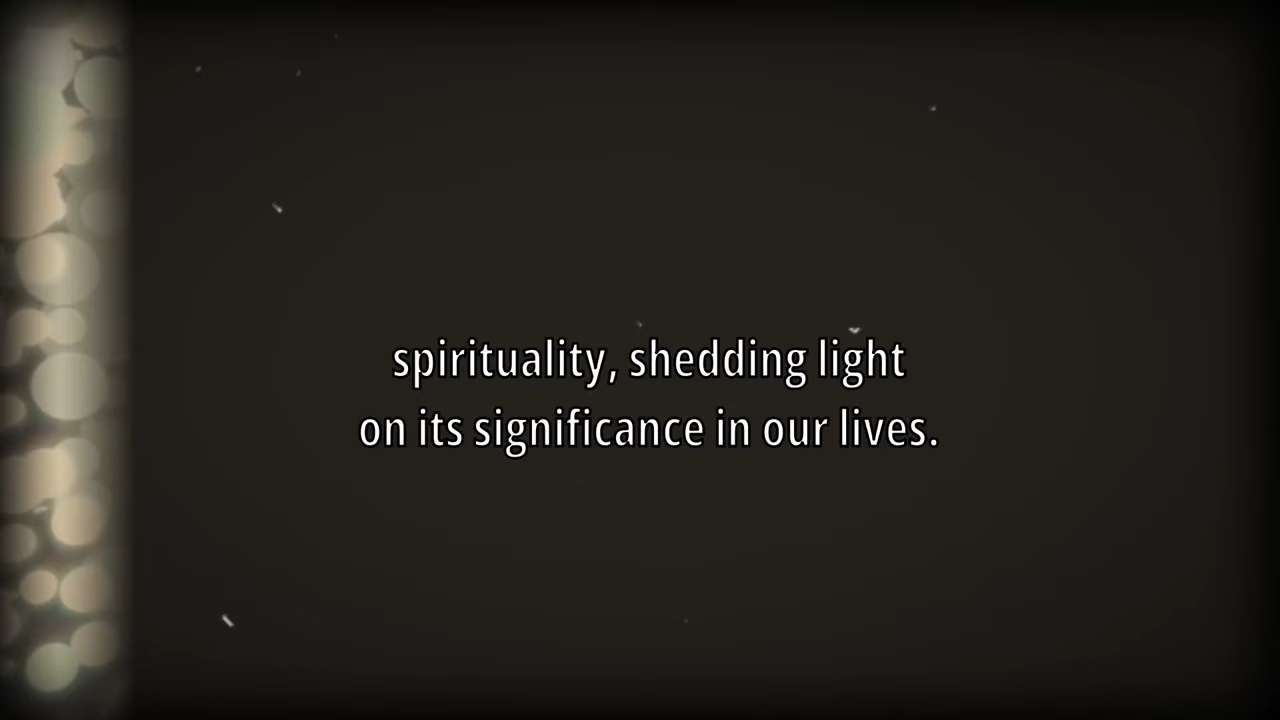 spirituality, shedding light
on its significance in our lives.